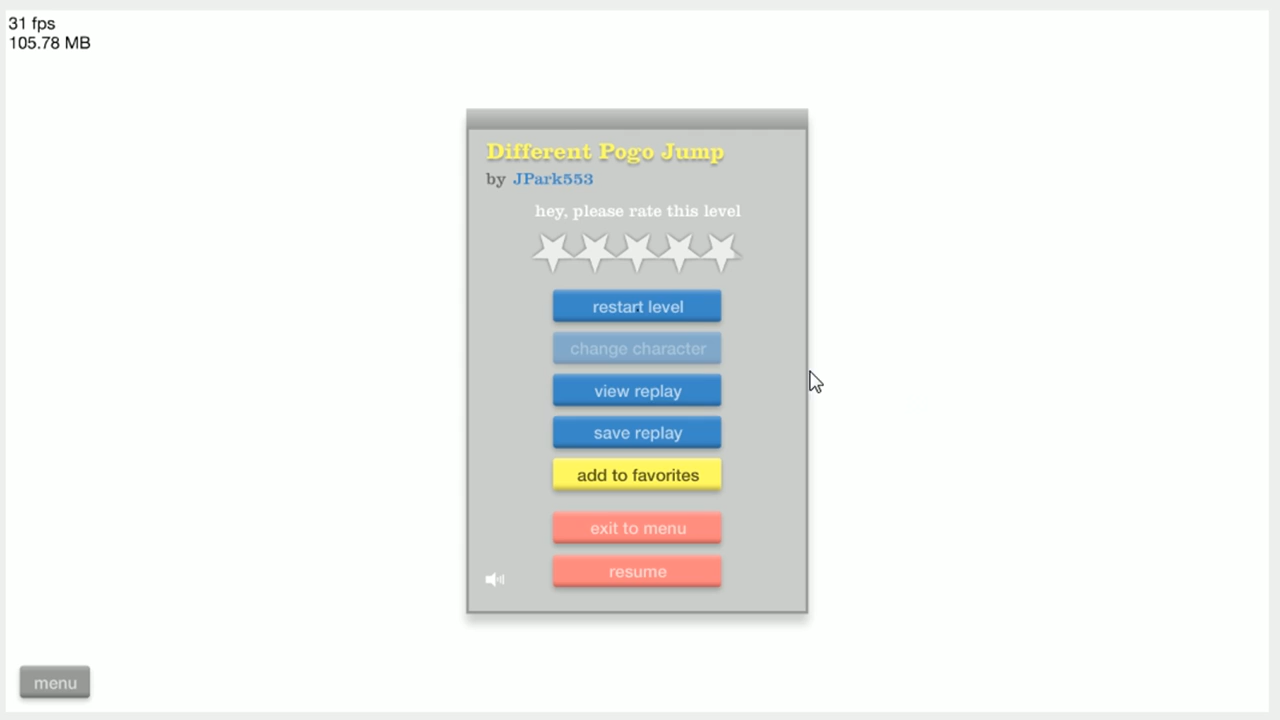 31 fps
105.78 MB
Different Pogo Jump
by JPark553
hey, please rate this level
restart level
change character
view replay
save replay
add to favorites
exit to menu
resume
menu